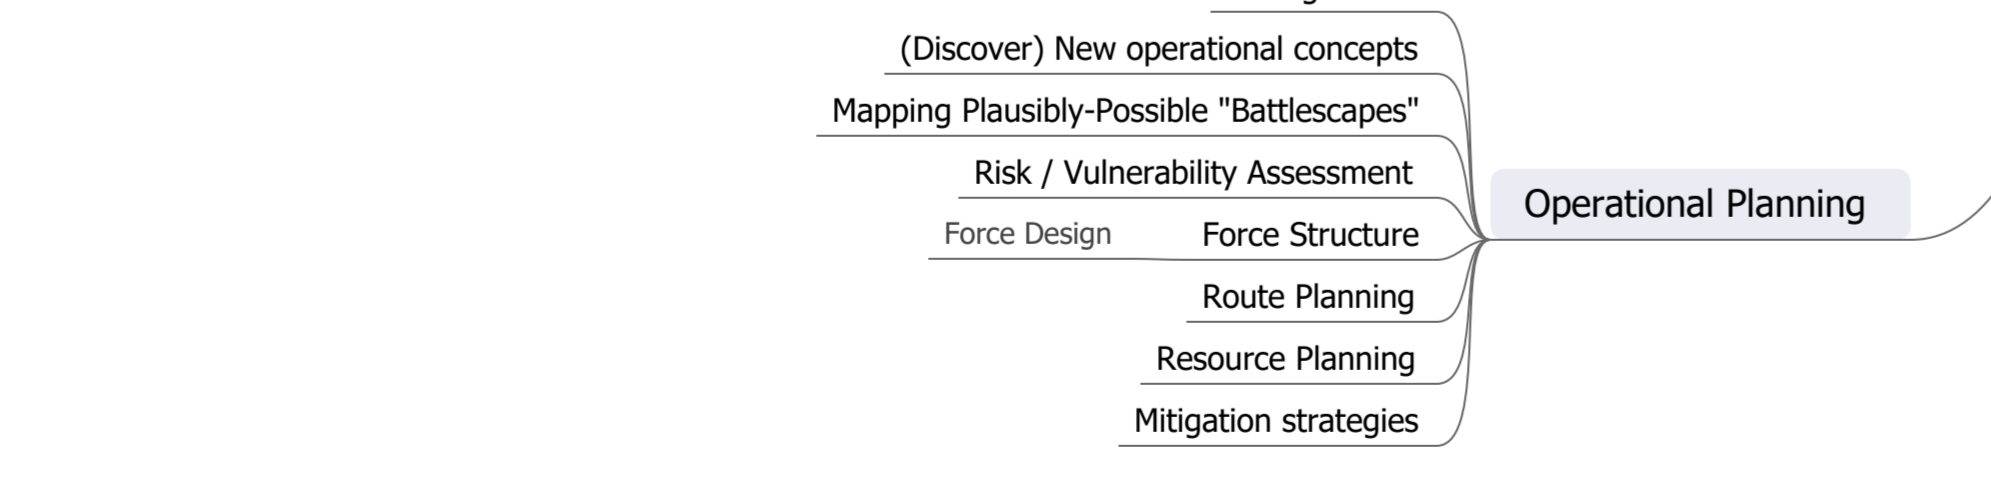 (Discover) New operational concepts
Mapping Plausibly-Possible "Battlescapes"
Risk / Vulnerability Assessment
Operational Planning
Force Design
Force Structure
Route Planning
Resource Planning
Mitigation strategies